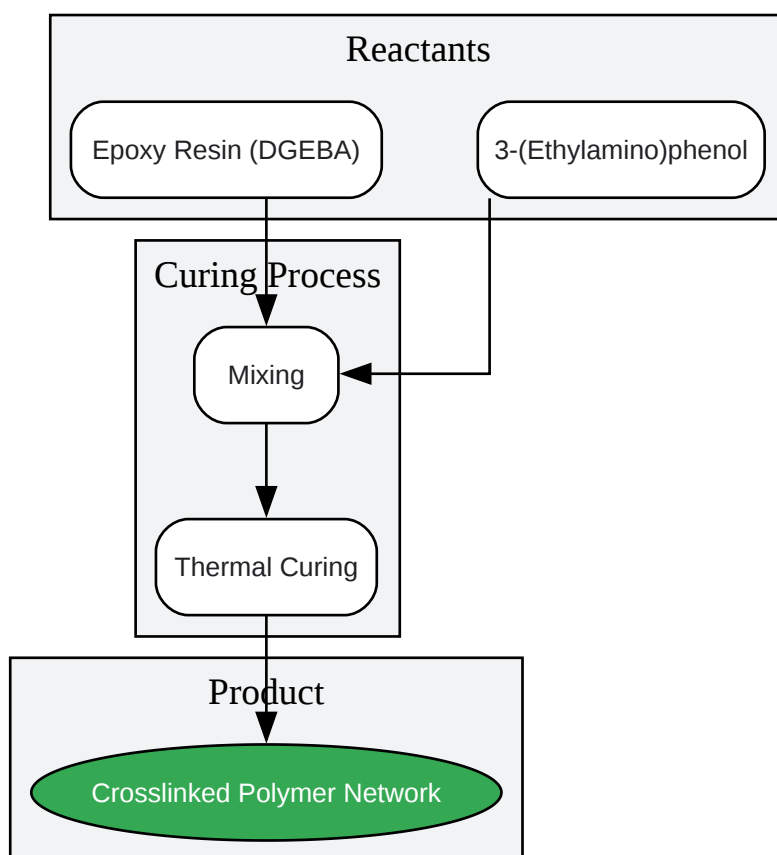 Reactants
Epoxy Resin (DGEBA)
3-(Ethylamino)phenol
Curing Process
Mixing
Thermal Curing
Product
Crosslinked Polymer Network